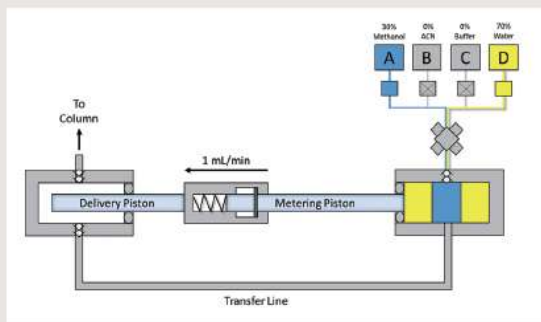 30% 0% 0% 70%
Methanol ACN Buffer Water
A B C D
To
Column
1 mL/min
Delivery Piston Metering Piston
Transfer Line